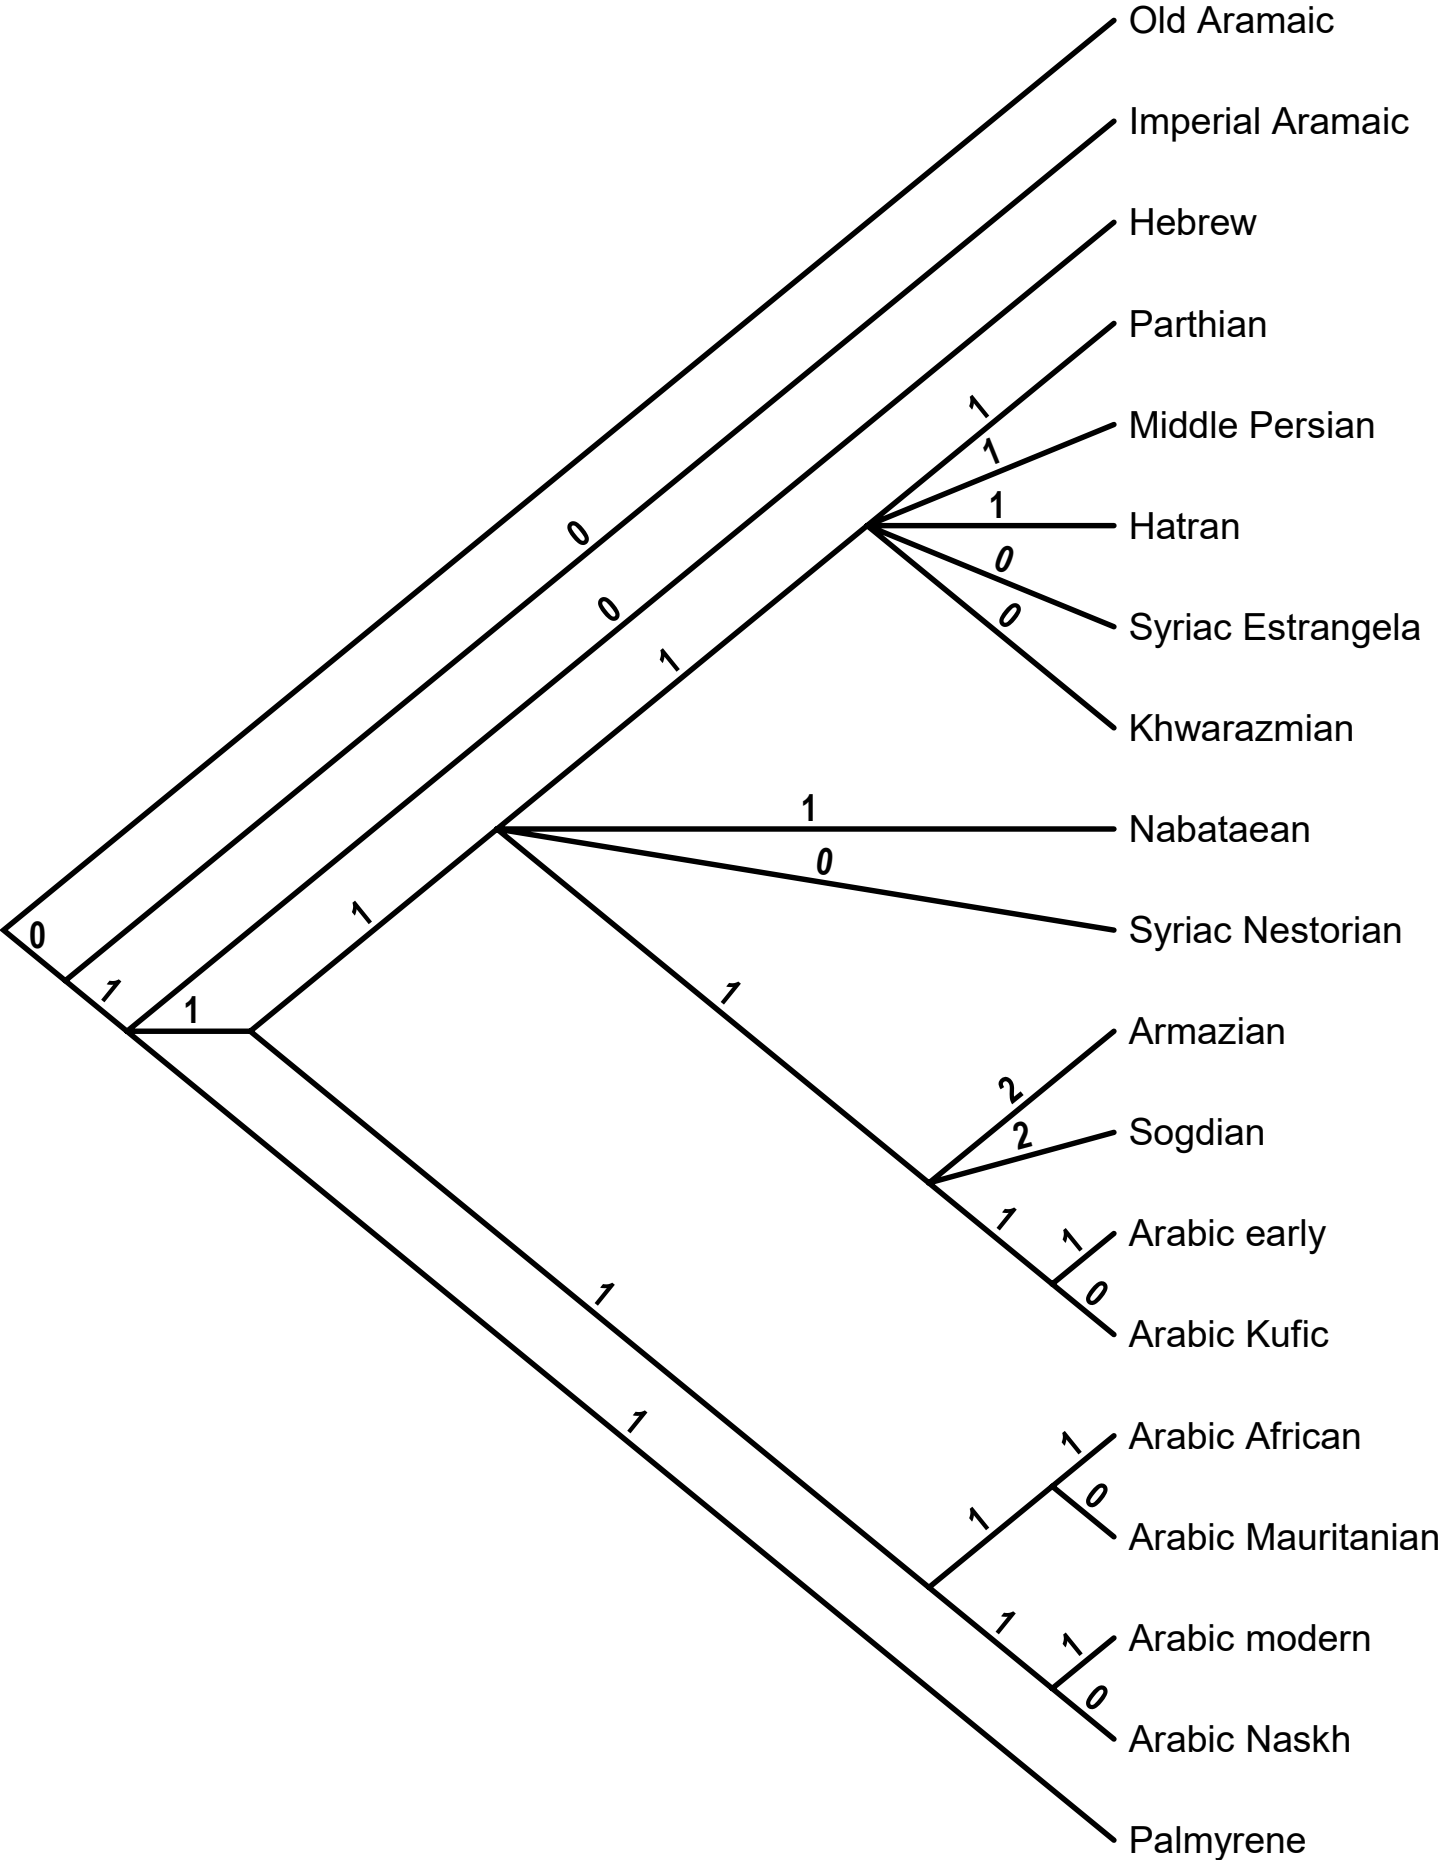 Old Aramaic
Imperial Aramaic
Hebrew
Parthian
1
Middle Persian
1
1
Hatran
0
0
0
Syriac Estrangela
0
1
Khwarazmian
1
Nabataean
0
1
Syriac Nestorian
0
1
1
1
Armazian
2
Sogdian
2
1
1
Arabic early
0
1
Arabic Kufic
1
1
Arabic African
0
1
Arabic Mauritanian
1
1
Arabic modern
0
Arabic Naskh
Palmyrene